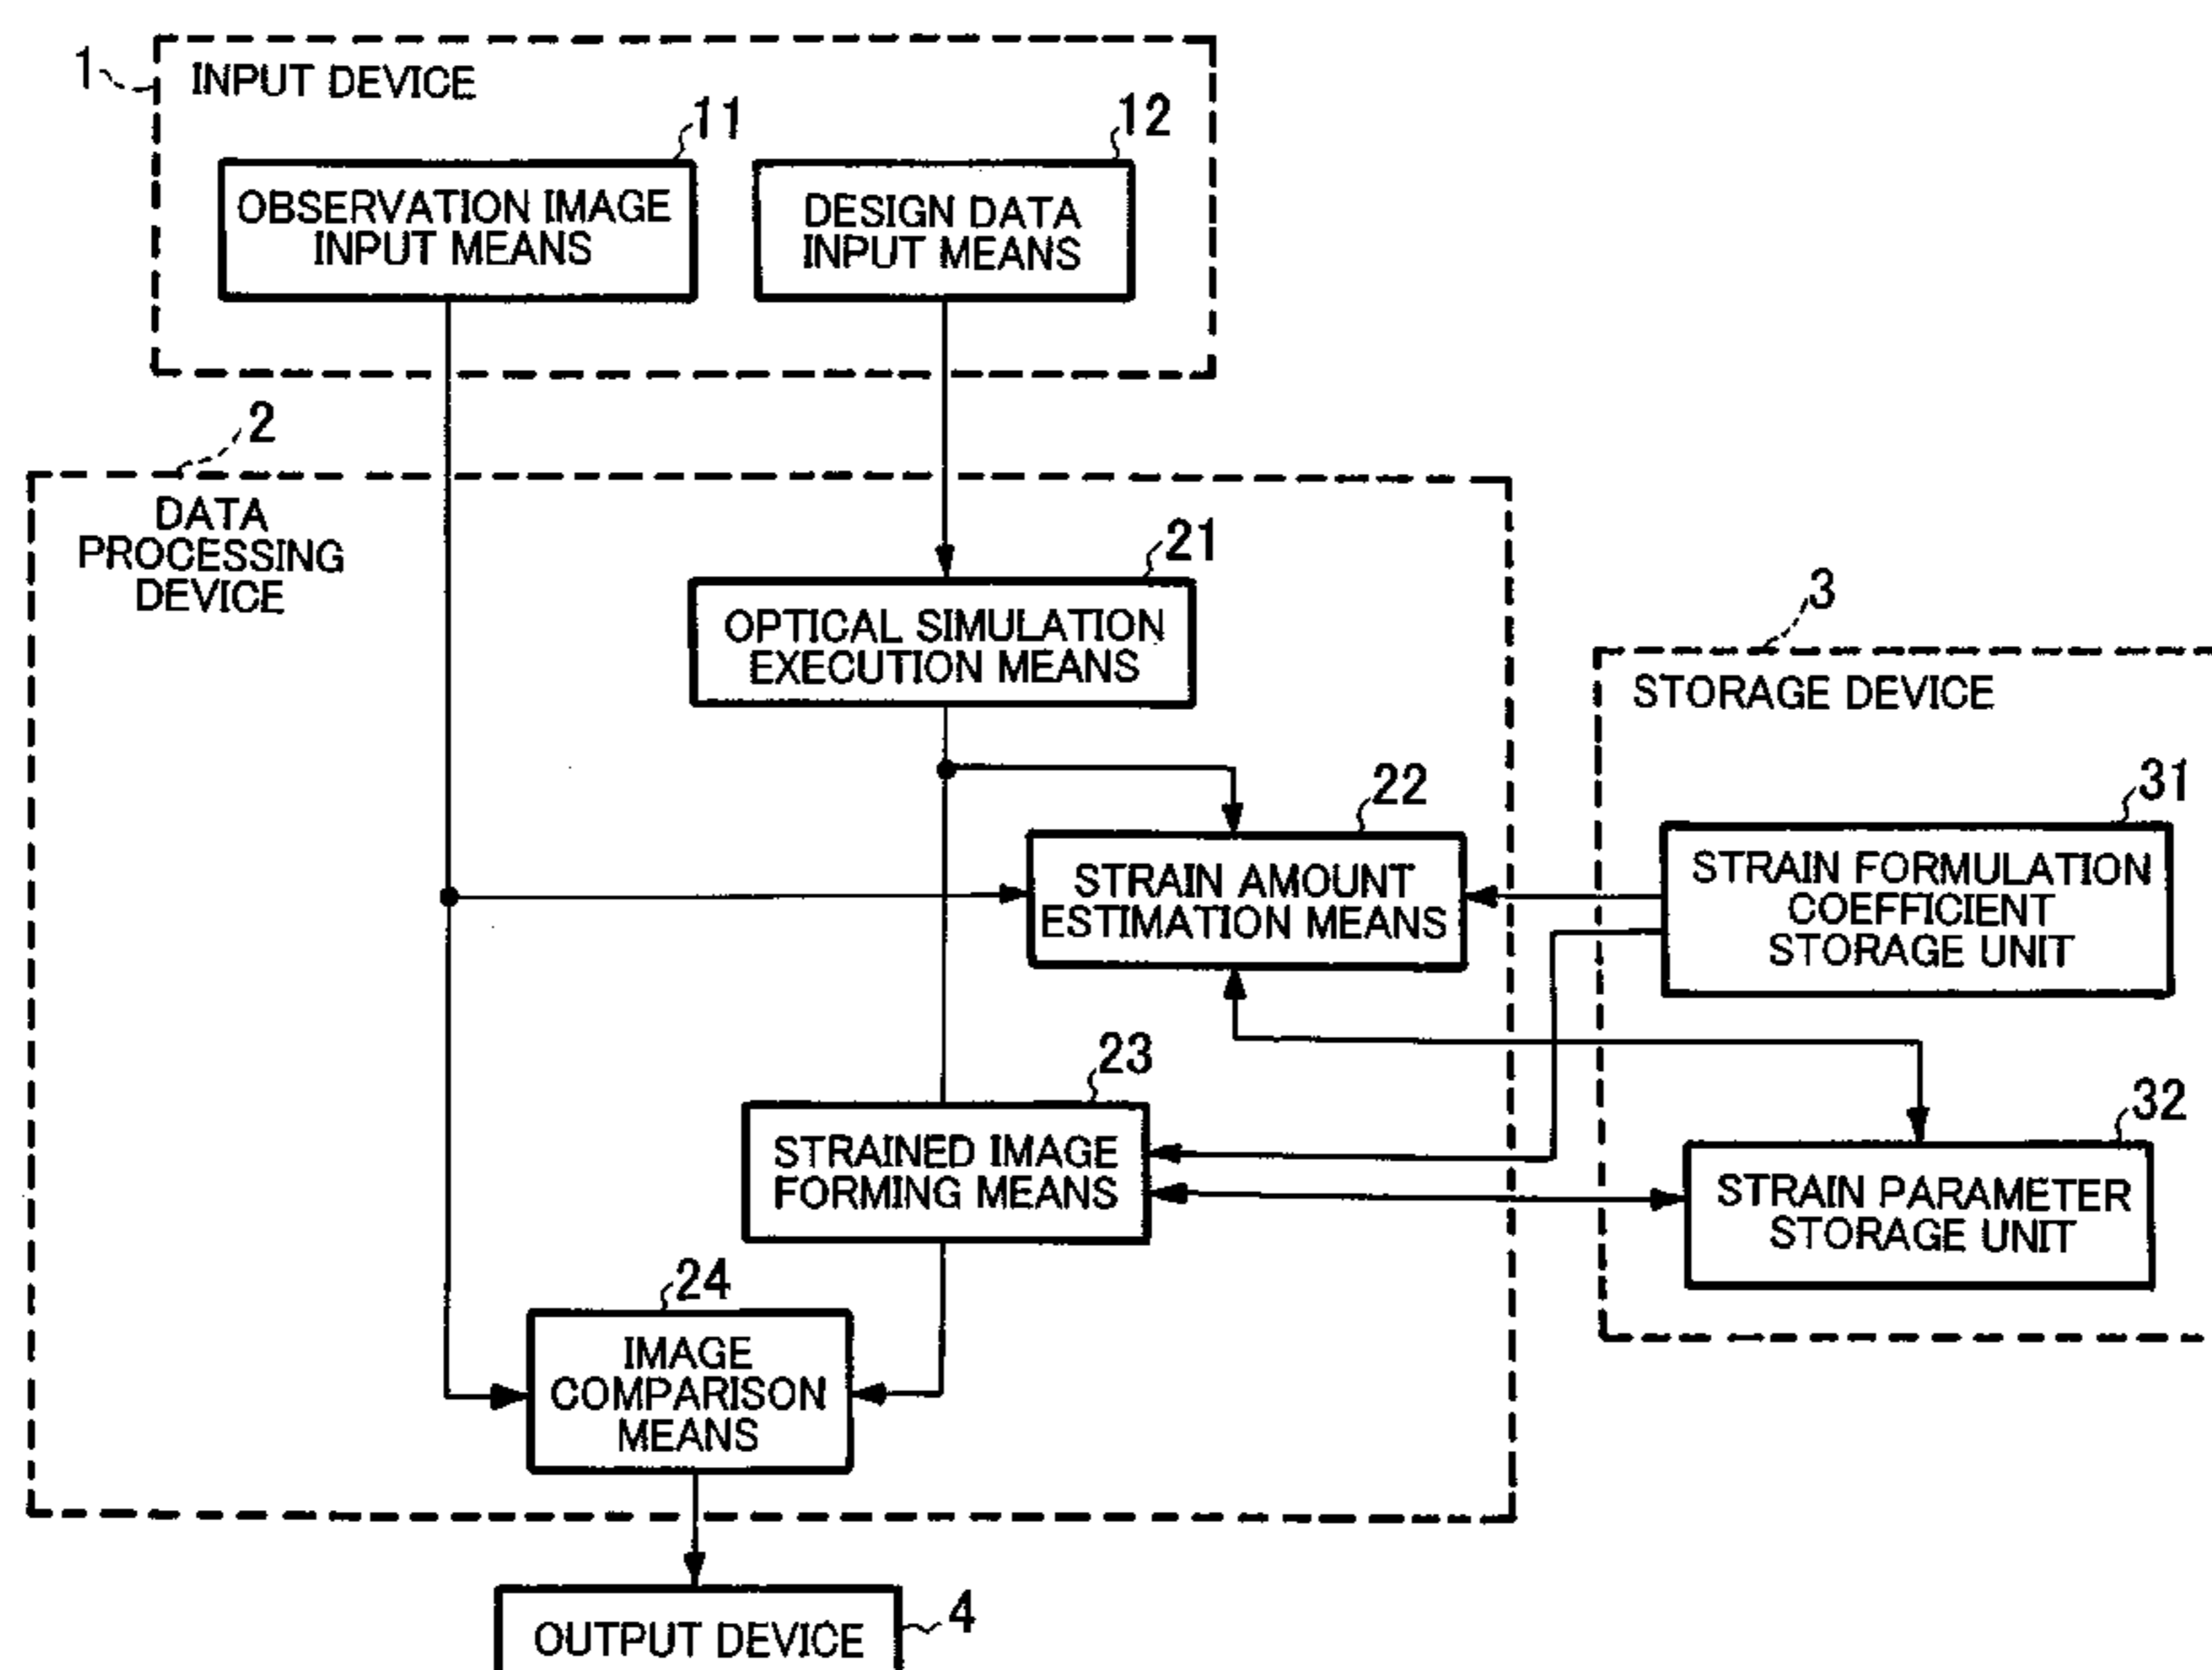 1
INPUT DEVICE
11
12
OBSERVATION IMAGE
INPUT MEANS
DESIGN DATA
INPUT MEANS
2
DATA
PROCESSING
DEVICE
21
OPTICAL SIMULATION
EXECUTION MEANS
3
STORAGE DEVICE
22
STRAIN AMOUNT
ESTIMATION MEANS
31
STRAIN FORMULATION
COEFFICIENT
STORAGE UNIT
23
STRAINED IMAGE
FORMING MEANS
32
STRAIN PARAMETER
STORAGE UNIT
24
IMAGE
COMPARISON
MEANS
OUTPUT DEVICE
4